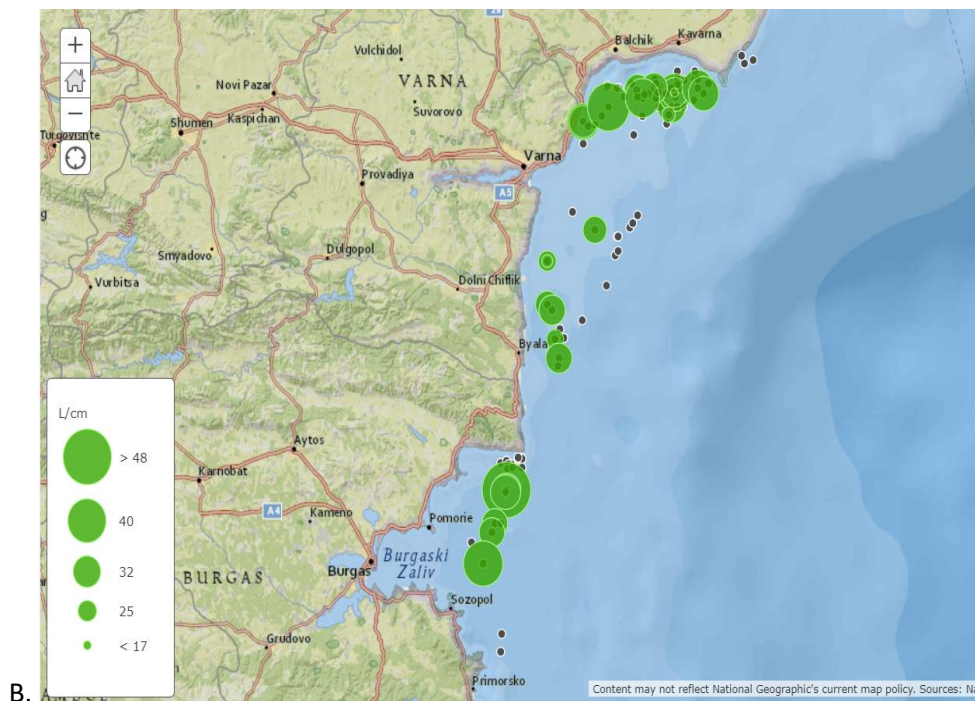 29
Balchik
Kavarna
Vulchidol
VARNA
Novi Pazar
Suvorovo
Kaspichan
Shumen
Turgovishte
Varna
Provadiya
A5
Smyadovo
Dulgopol
Vurbitsa
Dolni Chiflik
Byala
L/cm
> 48
40
32
25
< 17
Aytos
Karnobat
A4
Kameno
Pomorie
Burgaski
Zaliv
Burgas
BURGAS
Sozopol
Grudovo
Primorsko
B.
Content may not reflect National Geographic's current map policy. Sources: Na